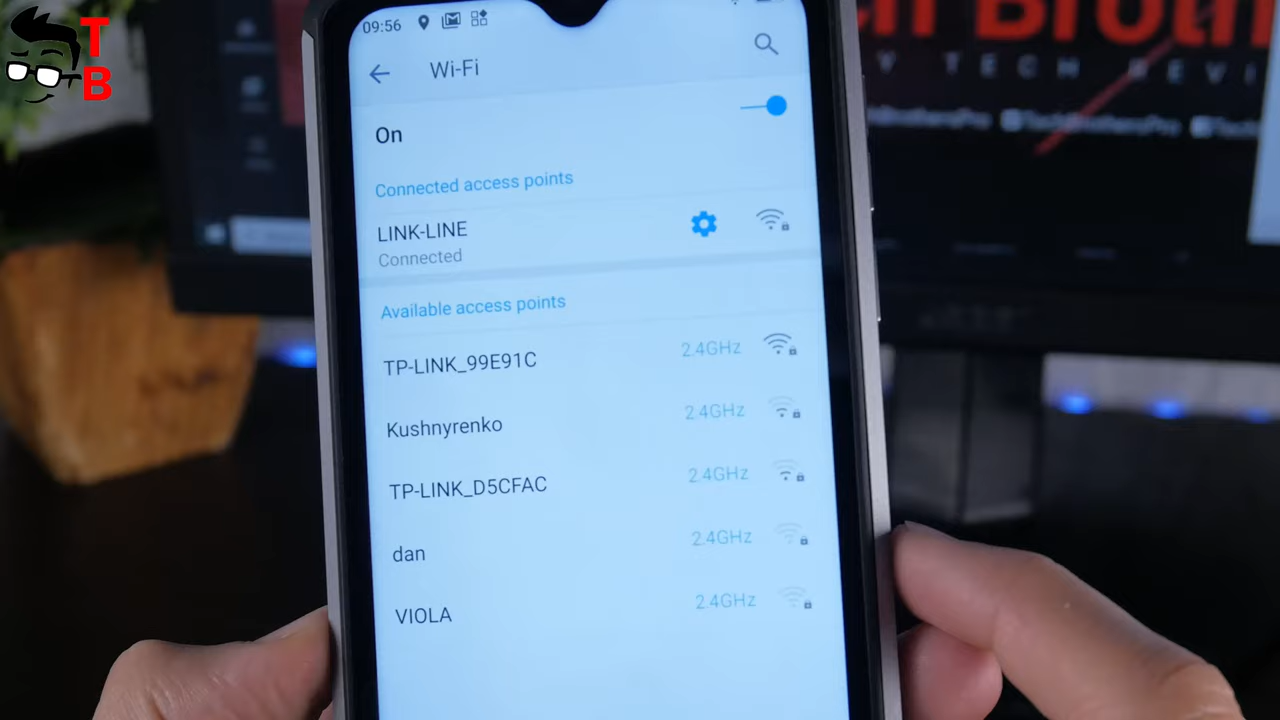 T
B
09:56
Wi-Fi
On
Connected access points
LINK-LINE
Connected
Available access points
TP-LINK_99E91C 2.4GHz
Kushnyrenko 2.4GHz
TP-LINK_D5CFAC 2.4GHz
dan 2.4GHz
VIOLA 2.4GHz
TECH